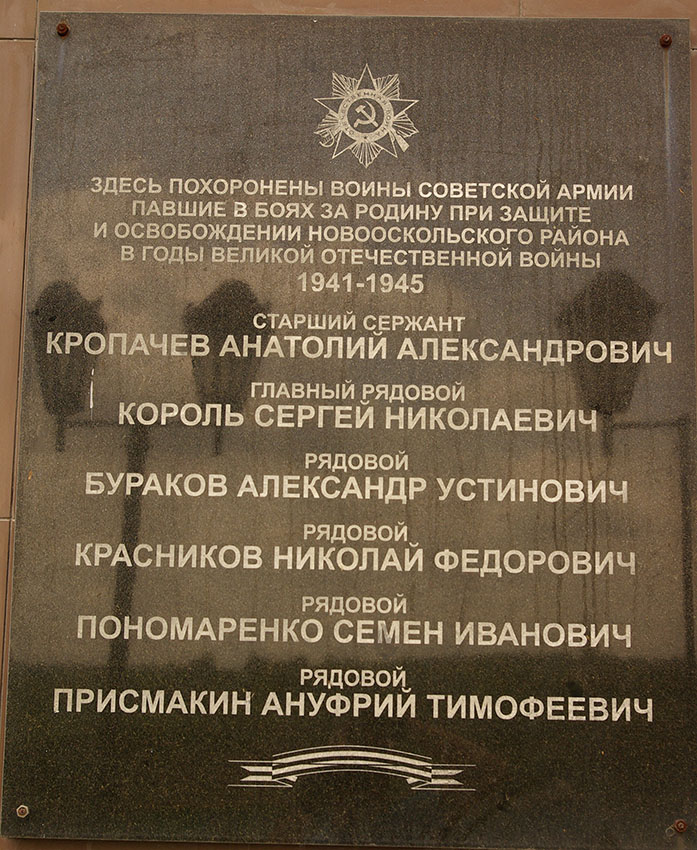 ЗДЕСЬ ПОХОРОНЕНЫ ВОИНЫ СОВЕТСКОЙ АРМИИ
ПАВШИЕ В БОЯХ ЗА РОДИНУ ПРИ ЗАЩИТЕ
И ОСВОБОЖДЕНИИ НОВООСКОЛЬСКОГО РАЙОНА
В ГОДЫ ВЕЛИКОЙ ОТЕЧЕСТВЕННОЙ ВОЙНЫ
1941-1945
СТАРШИЙ СЕРЖАНТ
КРОПАЧЕВ АНАТОЛИЙ АЛЕКСАНДРОВИЧ
ГЛАВНЫЙ РЯДОВОЙ
КОРОЛЬ СЕРГЕЙ НИКОЛАЕВИЧ
РЯДОВОЙ
БУРАКОВ АЛЕКСАНДР УСТИНОВИЧ
РЯДОВОЙ
КРАСНИКОВ НИКОЛАЙ ФЕДОРОВИЧ
РЯДОВОЙ
ПОНОМАРЕНКО СЕМЕН ИВАНОВИЧ
РЯДОВОЙ
ПРИСМАКИН АНУФРИЙ ТИМОФЕЕВИЧ